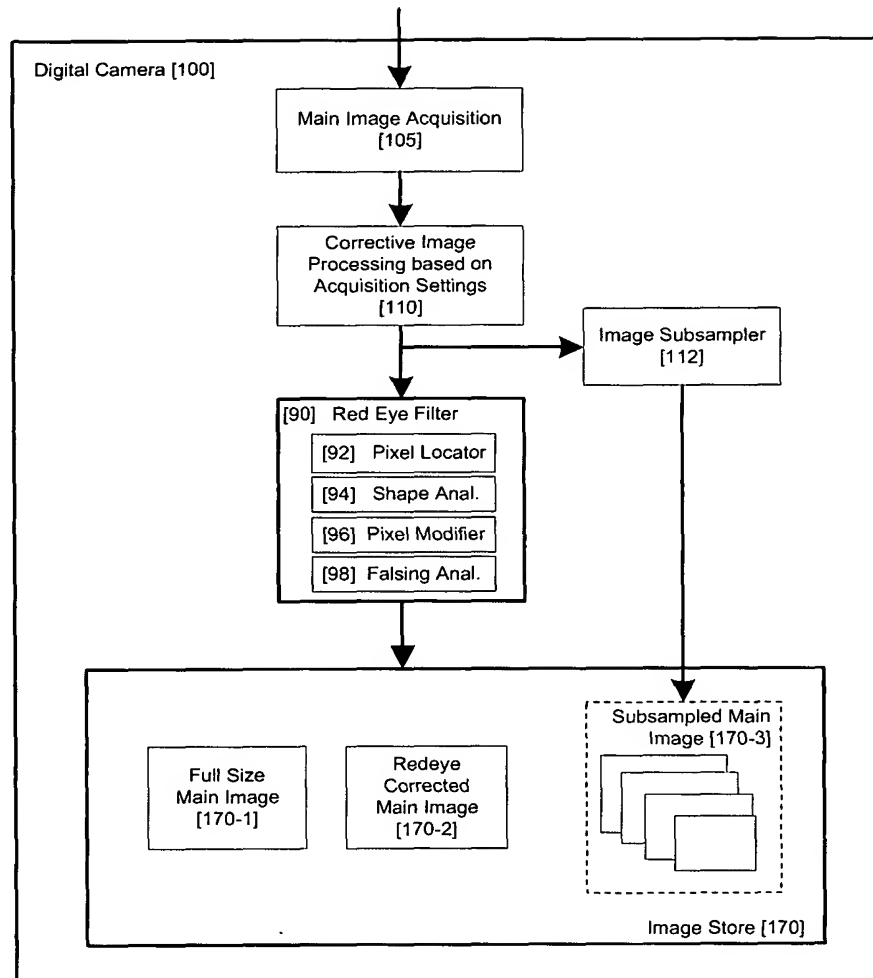 Digital Camera [100]
Main Image Acquisition
[105]
Corrective Image
Processing based on
Acquisition Settings
[110]
Image Subsampler
[112]
[90] Red Eye Filter
[92] Pixel Locator
[94] Shape Anal.
[96] Pixel Modifier
[98] Falsing Anal.
Subsampled Main
Image [170-3]
Full Size
Main Image
[170-1]
Redeye
Corrected
Main Image
[170-2]
Image Store [170]